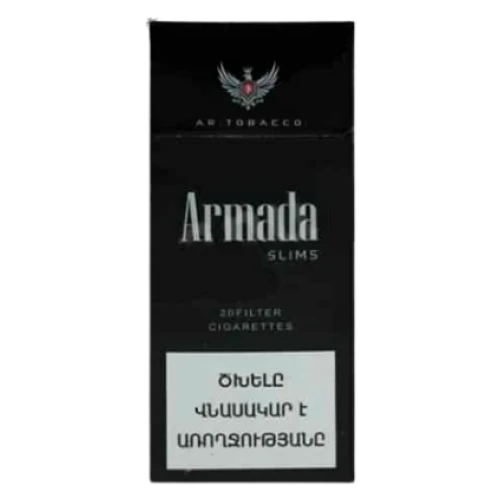 AR.TOBACCO.
Armada
SLIMS
20FILTER
CIGARETTES
ԾԽԵԼԸ
ՎՆԱՍԱԿԱՐ Է
ԱՌՈՂՋՈՒԹՅԱՆԸ